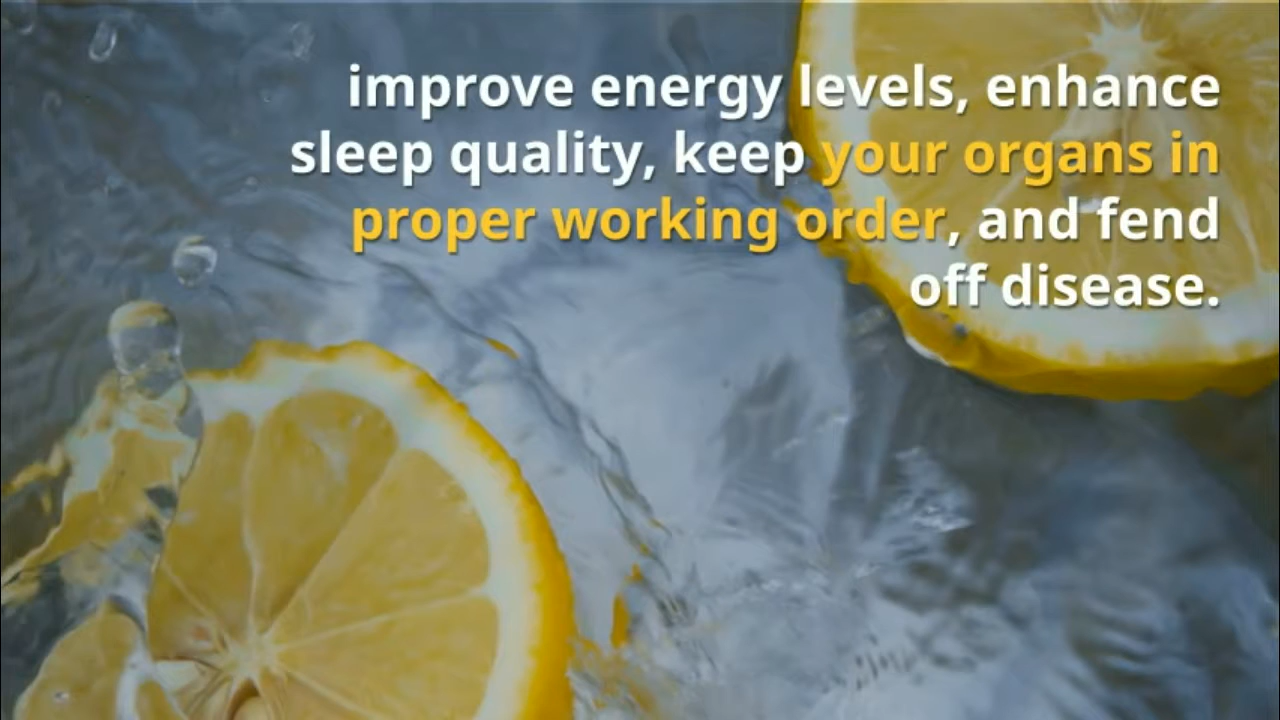 improve energy levels, enhance
sleep quality, keep your organs in
proper working order, and fend
off disease.